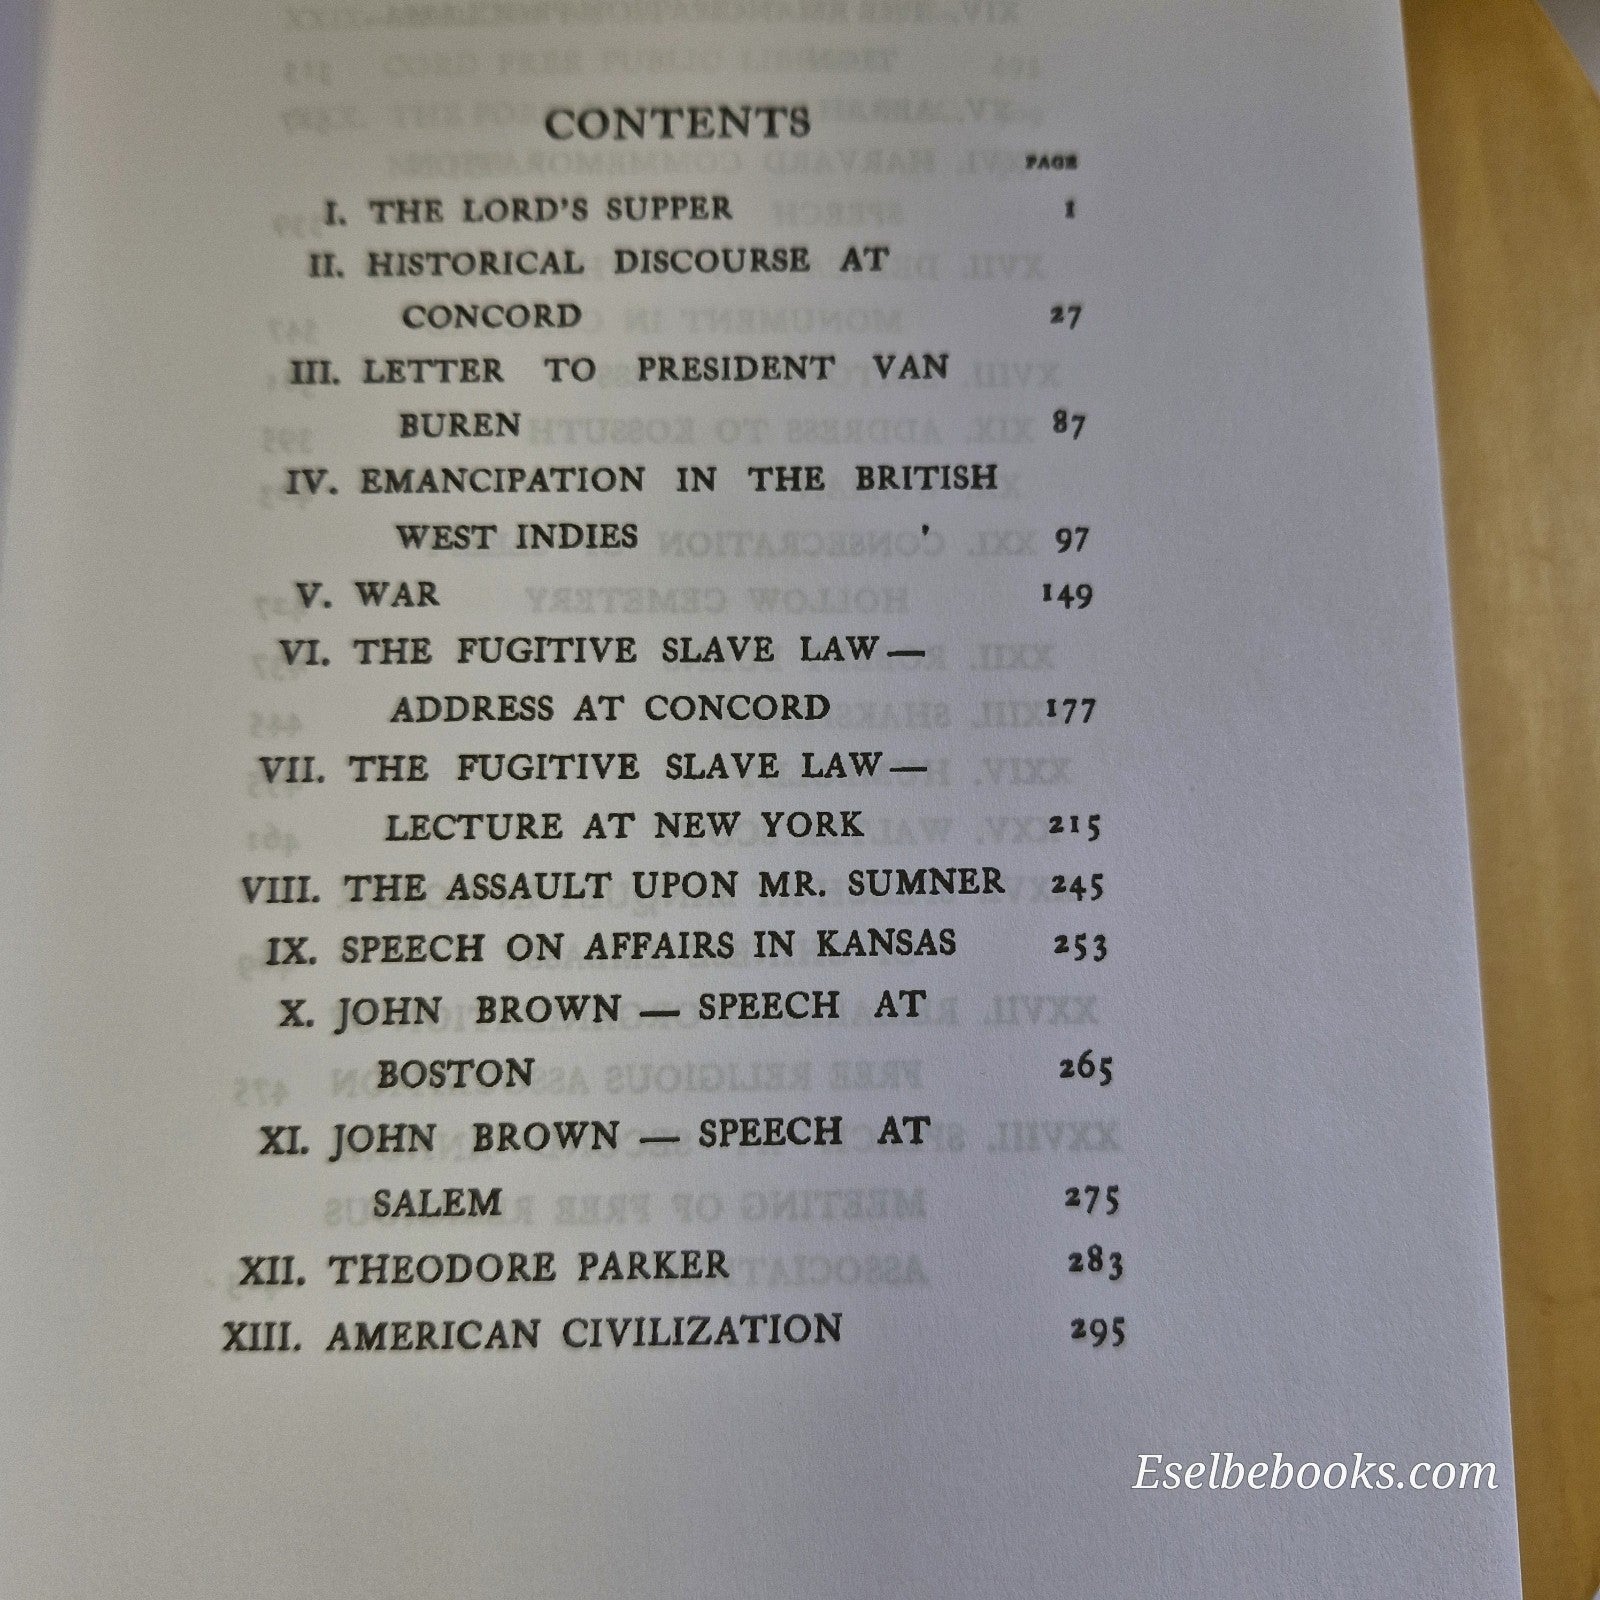 CONTENTS
PAGE
I. THE LORD'S SUPPER 1
II. HISTORICAL DISCOURSE AT
CONCORD 27
III. LETTER TO PRESIDENT VAN
BUREN 87
IV. EMANCIPATION IN THE BRITISH
WEST INDIES 97
V. WAR 149
VI. THE FUGITIVE SLAVE LAW —
ADDRESS AT CONCORD 177
VII. THE FUGITIVE SLAVE LAW —
LECTURE AT NEW YORK 215
VIII. THE ASSAULT UPON MR. SUMNER 245
IX. SPEECH ON AFFAIRS IN KANSAS 253
X. JOHN BROWN — SPEECH AT
BOSTON 265
XI. JOHN BROWN — SPEECH AT
SALEM 275
XII. THEODORE PARKER 283
XIII. AMERICAN CIVILIZATION 295
Eselbebooks.com